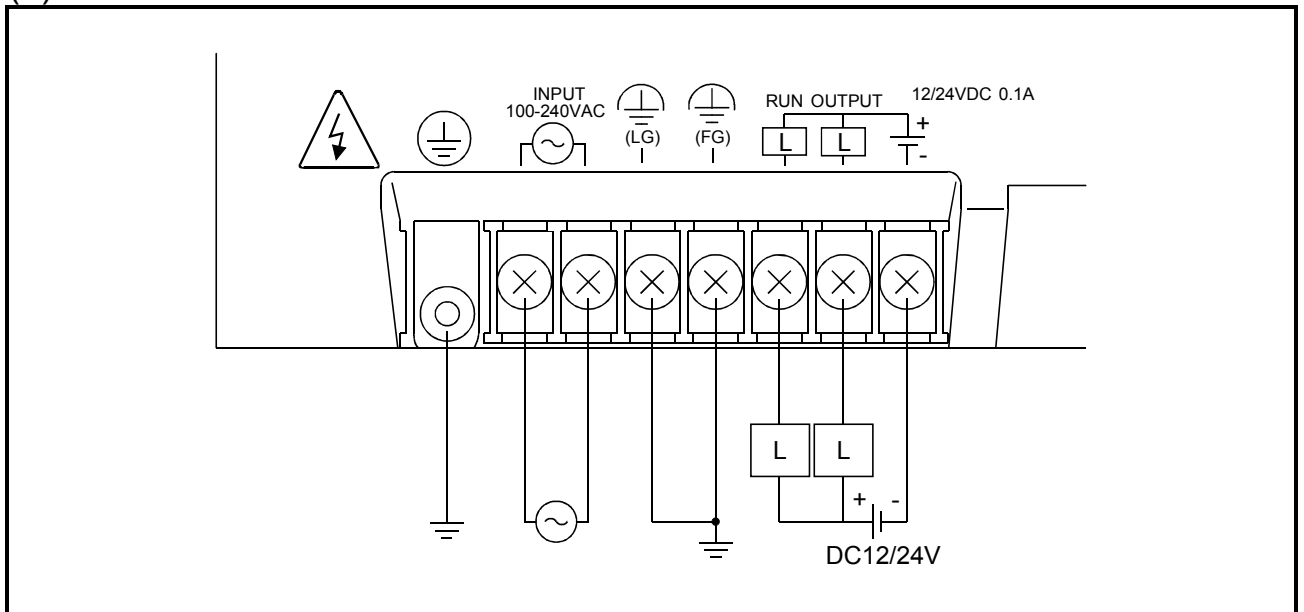 INPUT
100-240VAC
(LG)
(FG)
RUN OUTPUT
12/24VDC 0.1A
L
L
+
-
L
L
+ -
DC12/24V